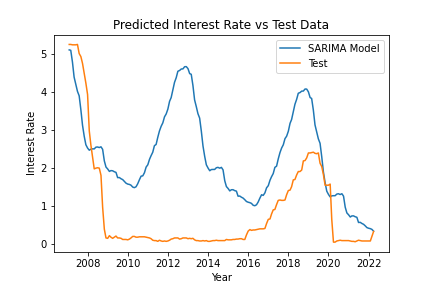 Predicted Interest Rate vs Test Data
SARIMA Model
Test
Interest Rate
5
4
3
2
1
0
2008 2010 2012 2014 2016 2018 2020 2022
Year